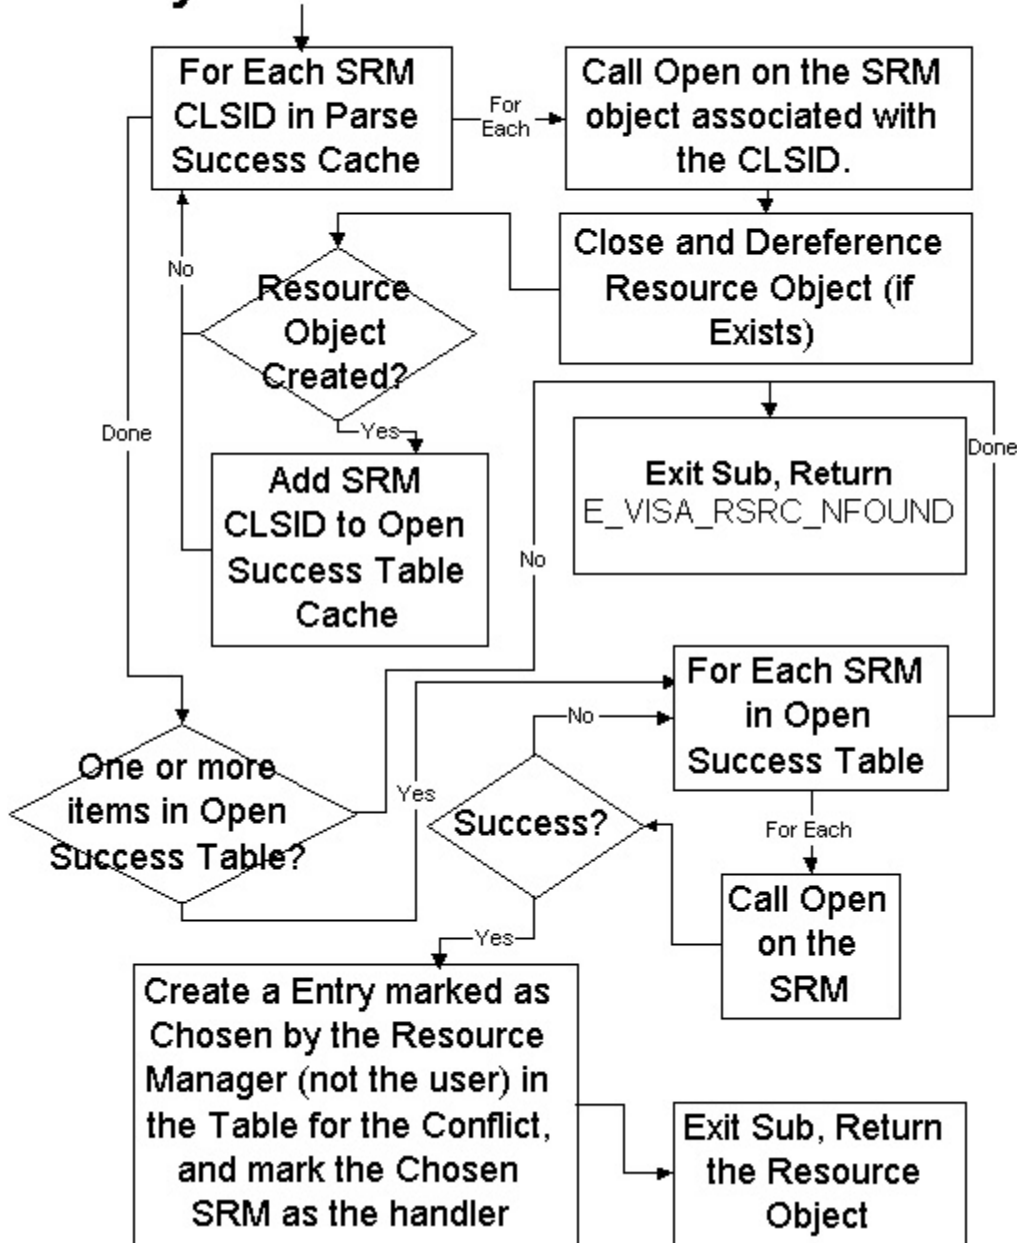 For Each SRM
CLSID in Parse
Success Cache
For
Each
Call Open on the SRM
object associated with
the CLSID.
Close and Dereference
Resource Object (if
Exists)
No
Resource
Object
Created?
Yes
Done
Add SRM
CLSID to Open
Success Table
Cache
Exit Sub, Return
E_VISA_RSRC_NFOUND
Done
No
For Each SRM
in Open
Success Table
One or more
items in Open
Success Table?
Yes
No
Success?
For Each
Call Open
on the
SRM
Yes
Create a Entry marked as
Chosen by the Resource
Manager (not the user) in
the Table for the Conflict,
and mark the Chosen
SRM as the handler
Exit Sub, Return
the Resource
Object